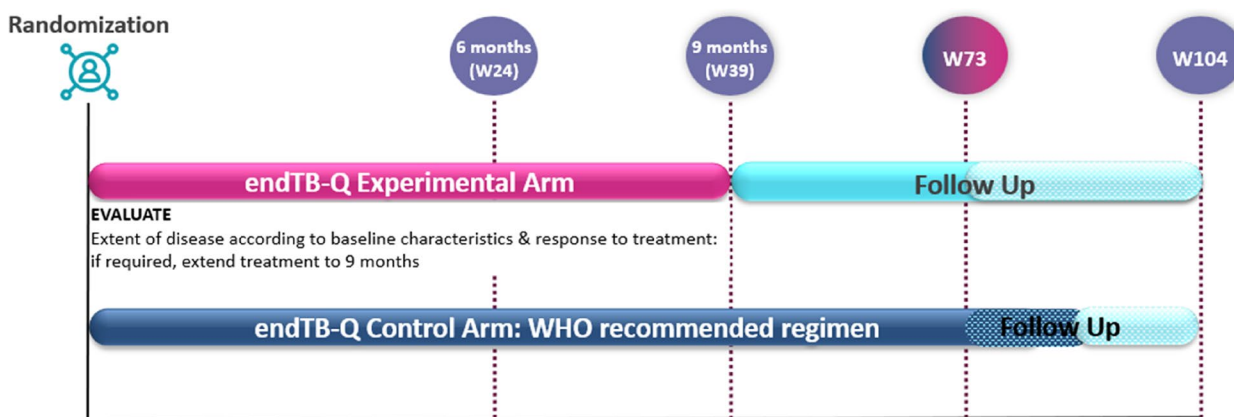 Randomization
6 months
(W24)
9 months
(W39)
W73
W104
endTB-Q Experimental Arm
Follow Up
EVALUATE
Extent of disease according to baseline characteristics & response to treatment:
if required, extend treatment to 9 months
endTB-Q Control Arm: WHO recommended regimen
Follow Up